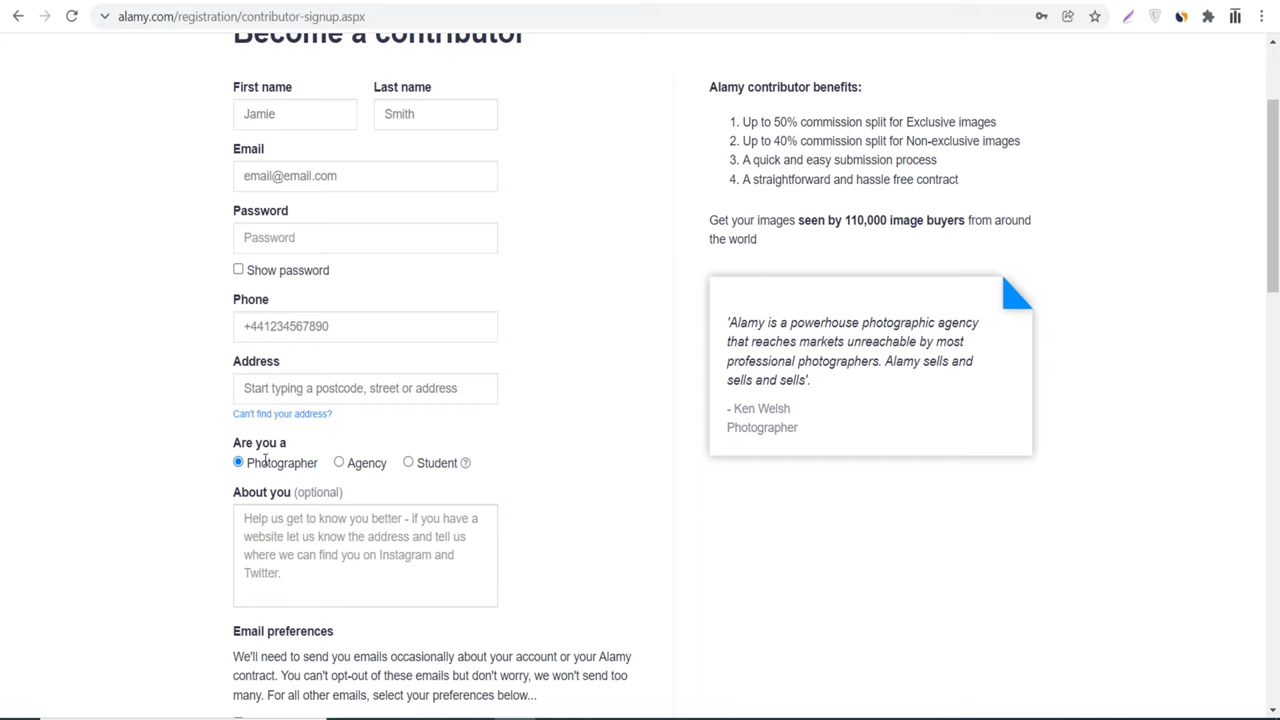 alamy.com/registration/contributor-signup.aspx
Become a contributor
First name
Last name
Jamie
Smith
Email
email@email.com
Password
Password
Show password
Phone
+441234567890
Address
Start typing a postcode, street or address
Can't find your address?
Are you a
Photographer
Agency
Student
About you (optional)
Help us get to know you better - if you have a
website let us know the address and tell us
where we can find you on Instagram and
Twitter.
Email preferences
We'll need to send you emails occasionally about your account or your Alamy
contract. You can't opt-out of these emails but don't worry, we won't send too
many. For all other emails, select your preferences below...
Alamy contributor benefits:
1. Up to 50% commission split for Exclusive images
2. Up to 40% commission split for Non-exclusive images
3. A quick and easy submission process
4. A straightforward and hassle free contract
Get your images seen by 110,000 image buyers from around
the world
'Alamy is a powerhouse photographic agency
that reaches markets unreachable by most
professional photographers. Alamy sells and
sells and sells'.
- Ken Welsh
Photographer